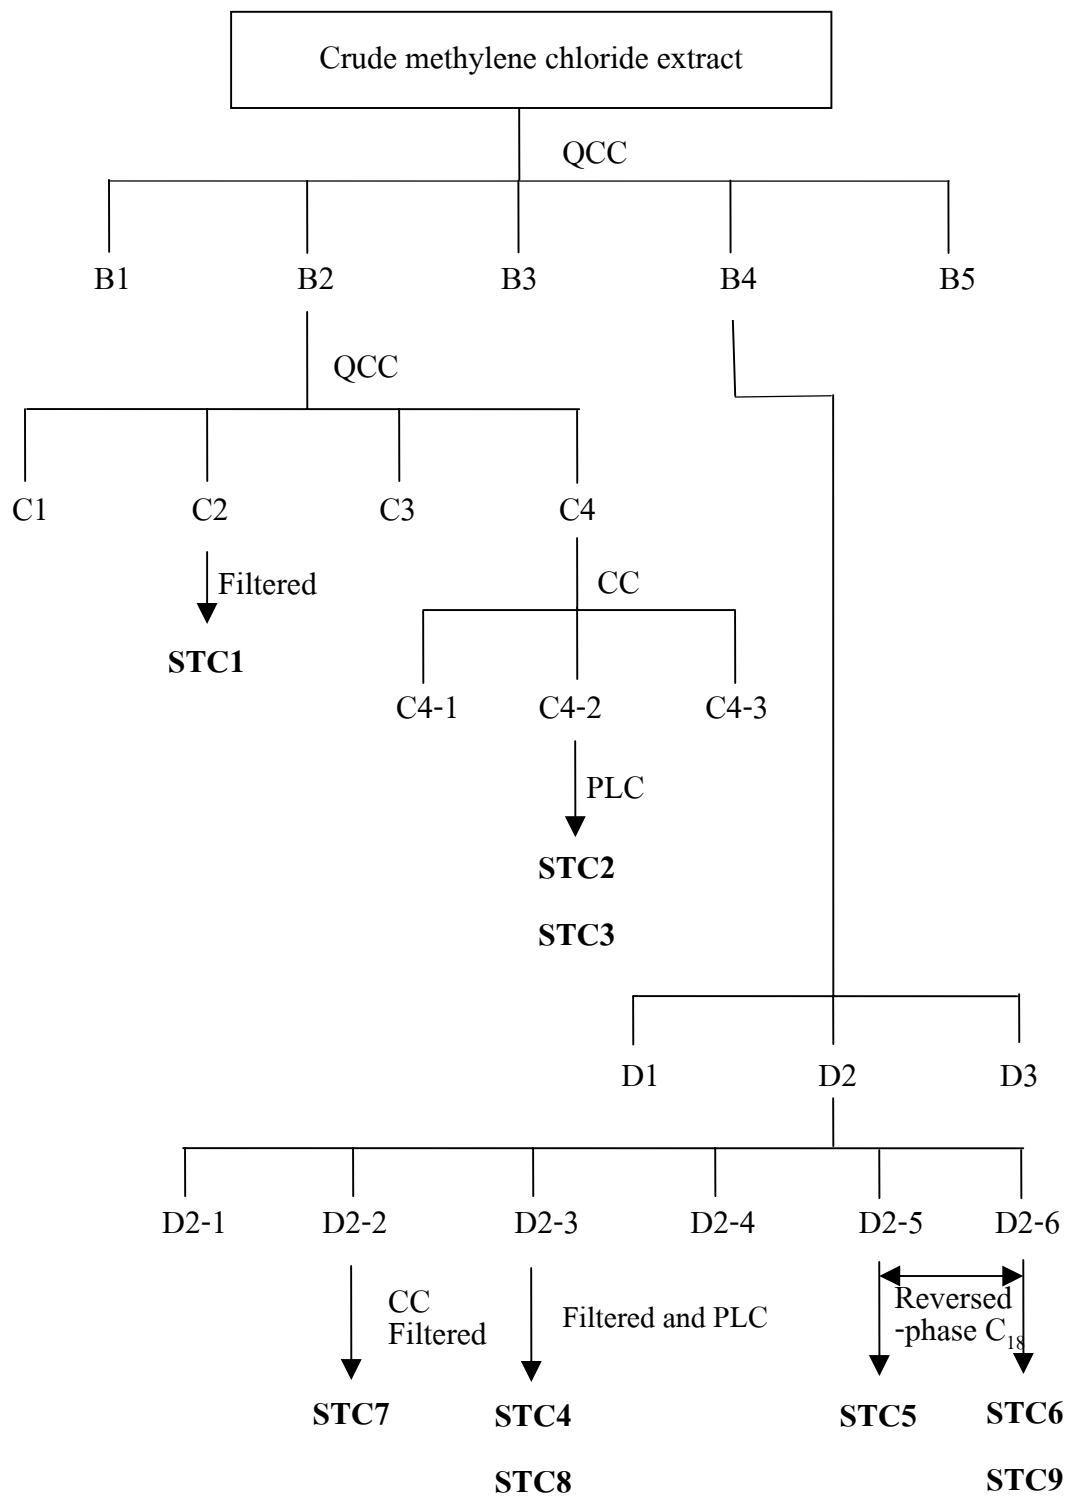 Crude methylene chloride extract
QCC
B1 B2 B3 B4 B5
QCC
C1 C2 C3 C4
Filtered
CC
STC1
C4-1 C4-2 C4-3
PLC
STC2
STC3
D1 D2 D3
D2-1 D2-2 D2-3 D2-4 D2-5 D2-6
CC
Filtered
Filtered and PLC
Reversed
-phase C₁₈
STC7 STC4 STC5 STC6
STC8 STC9